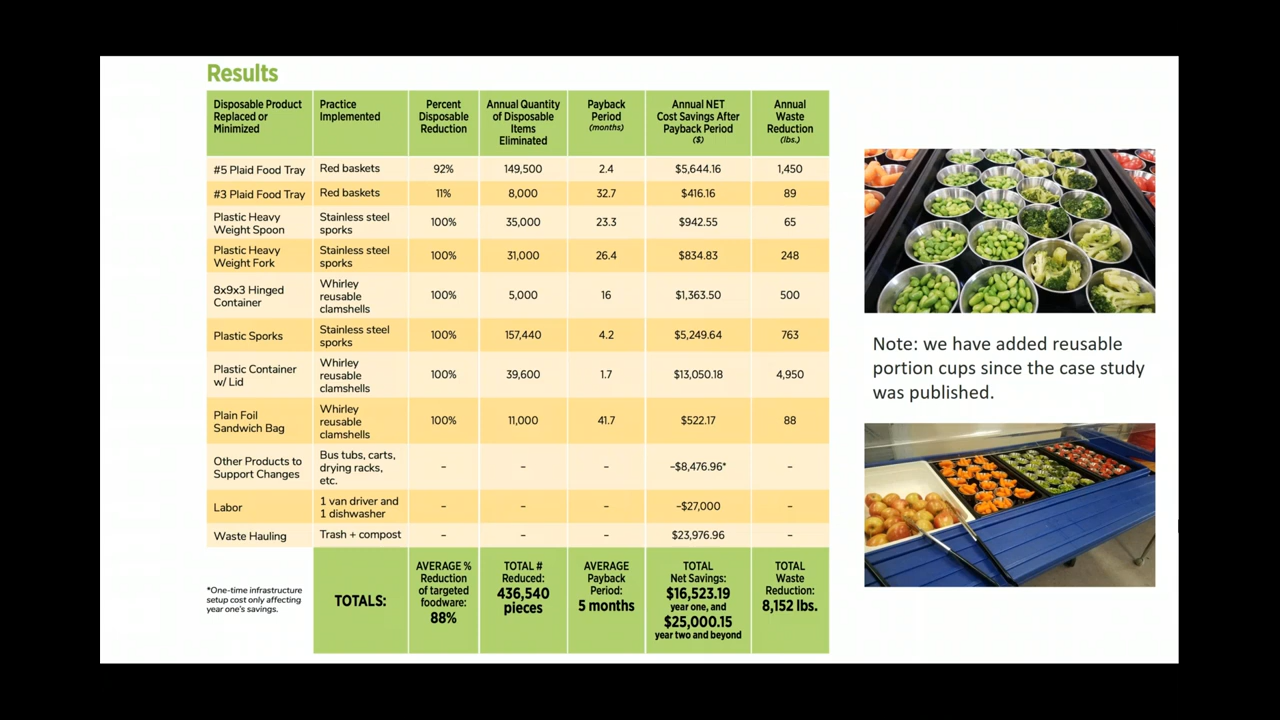 Results
Disposable Product
Replaced or
Minimized
Practice
Implemented
Percent
Disposable
Reduction
Annual Quantity
of Disposable
Items
Eliminated
Payback
Period
(months)
Annual NET
Cost Savings After
Payback Period
($)
Annual
Waste
Reduction
(lbs.)
#5 Plaid Food Tray
Red baskets
92%
149,500
2.4
$5,644.16
1,450
#3 Plaid Food Tray
Red baskets
11%
8,000
32.7
$416.16
89
Plastic Heavy
Weight Spoon
Stainless steel
sporks
100%
35,000
23.3
$942.55
65
Plastic Heavy
Weight Fork
Stainless steel
sporks
100%
31,000
26.4
$834.83
248
8x9x3 Hinged
Container
Whirley
reusable
clamshells
100%
5,000
16
$1,363.50
500
Plastic Sporks
Stainless steel
sporks
100%
157,440
4.2
$5,249.64
763
Plastic Container
w/ Lid
Whirley
reusable
clamshells
100%
39,600
1.7
$13,050.18
4,950
Plain Foil
Sandwich Bag
Whirley
reusable
clamshells
100%
11,000
41.7
$522.17
88
Other Products to
Support Changes
Bus tubs, carts,
drying racks,
etc.
–
–
–
–$8,476.96*
–
Labor
1 van driver and
1 dishwasher
–
–
–
–$27,000
–
Waste Hauling
Trash + compost
–
–
–
$23,976.96
–
*One-time infrastructure
setup cost only affecting
year one's savings.
TOTALS:
AVERAGE %
Reduction
of targeted
foodware:
88%
TOTAL #
Reduced:
436,540
pieces
AVERAGE
Payback
Period:
5 months
TOTAL
Net Savings:
$16,523.19
year one, and
$25,000.15
year two and beyond
TOTAL
Waste
Reduction:
8,152 lbs.
Note: we have added reusable
portion cups since the case study
was published.